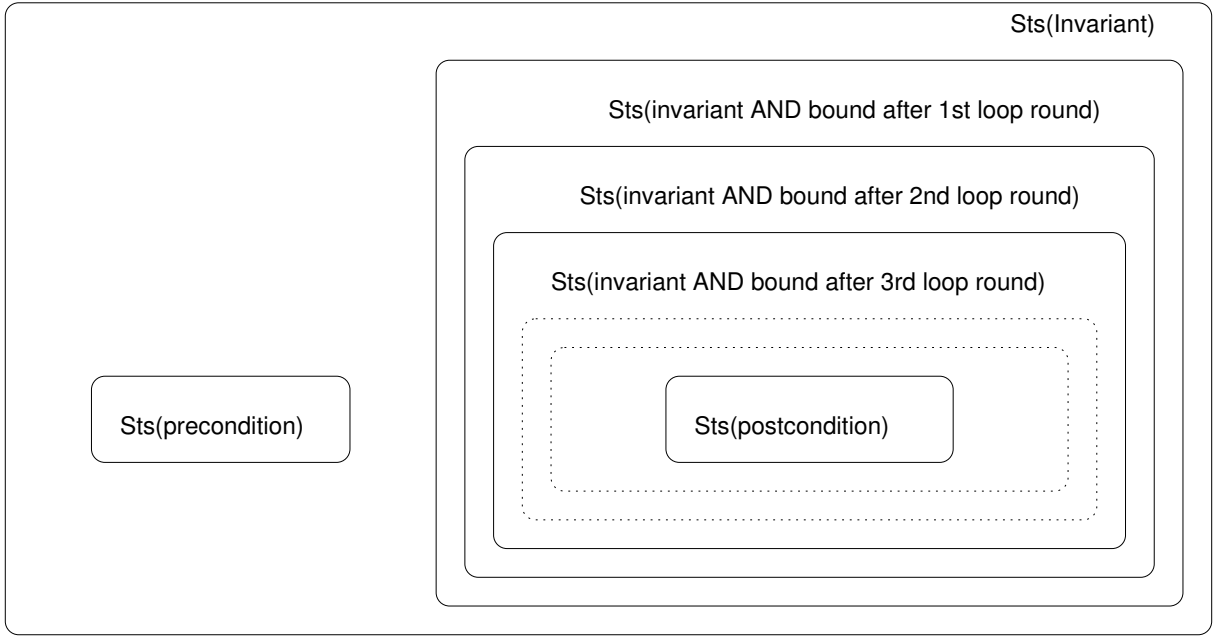 Sts(Invariant)
Sts(invariant AND bound after 1st loop round)
Sts(invariant AND bound after 2nd loop round)
Sts(invariant AND bound after 3rd loop round)
Sts(precondition)
Sts(postcondition)